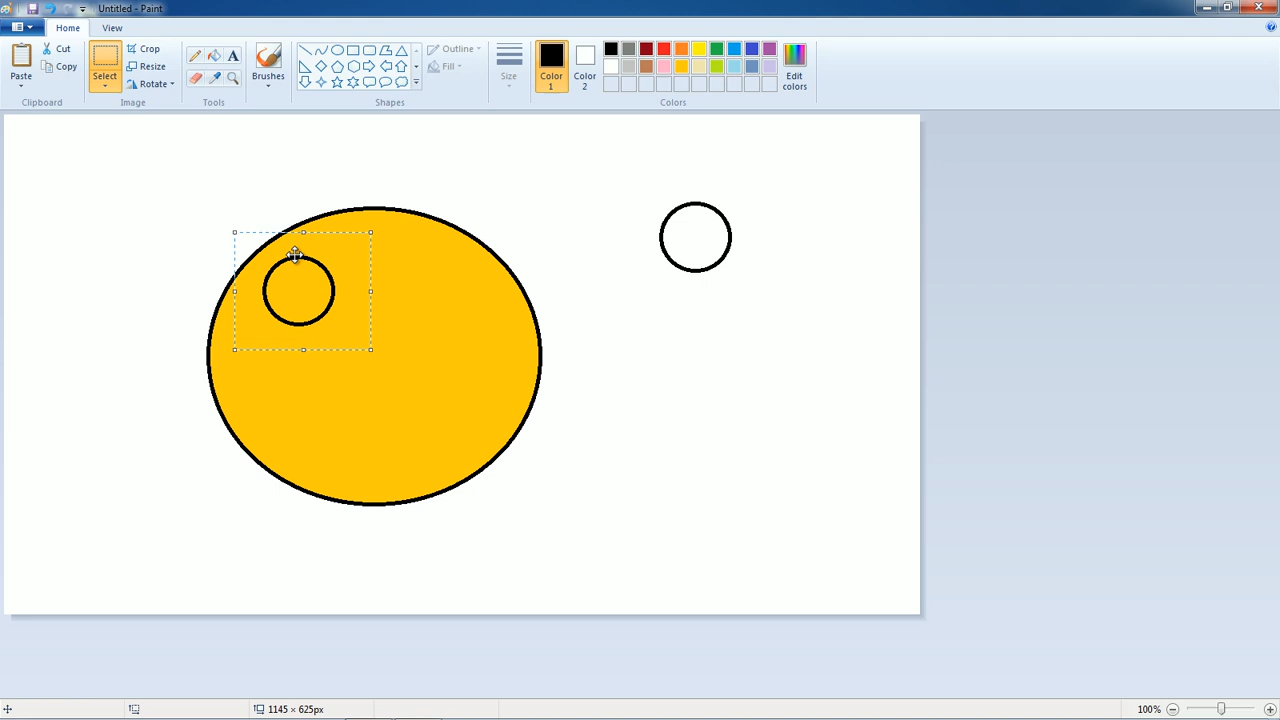 Untitled - Paint
Home View
Paste
Cut
Copy
Clipboard
Select
Crop
Resize
Rotate
Image
A
Tools
Brushes
Shapes
Outline
Fill
Size
Color 1
Color 2
Edit colors
Colors
1145 × 625px
100%